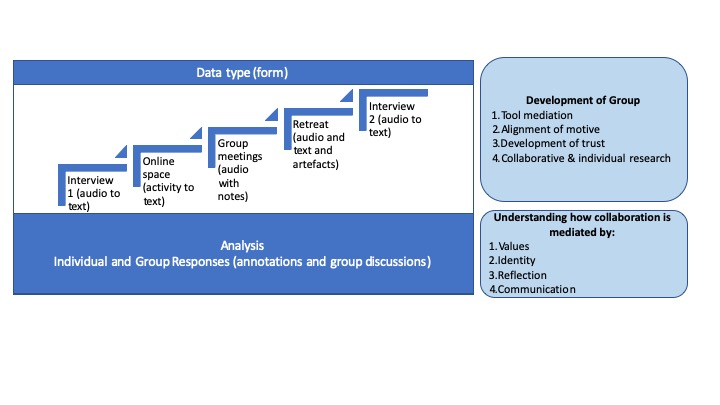 Data type (form)
Interview
1 (audio to
text)
Online
space
(activity to
text)
Group
meetings
(audio
with
notes)
Retreat
(audio and
text and
artefacts)
Interview
2 (audio to
text)
Analysis
Individual and Group Responses (annotations and group discussions)
Development of Group
1.Tool mediation
2.Alignment of motive
3.Development of trust
4.Collaborative & individual research
Understanding how collaboration is
mediated by:
1.Values
2.Identity
3.Reflection
4.Communication